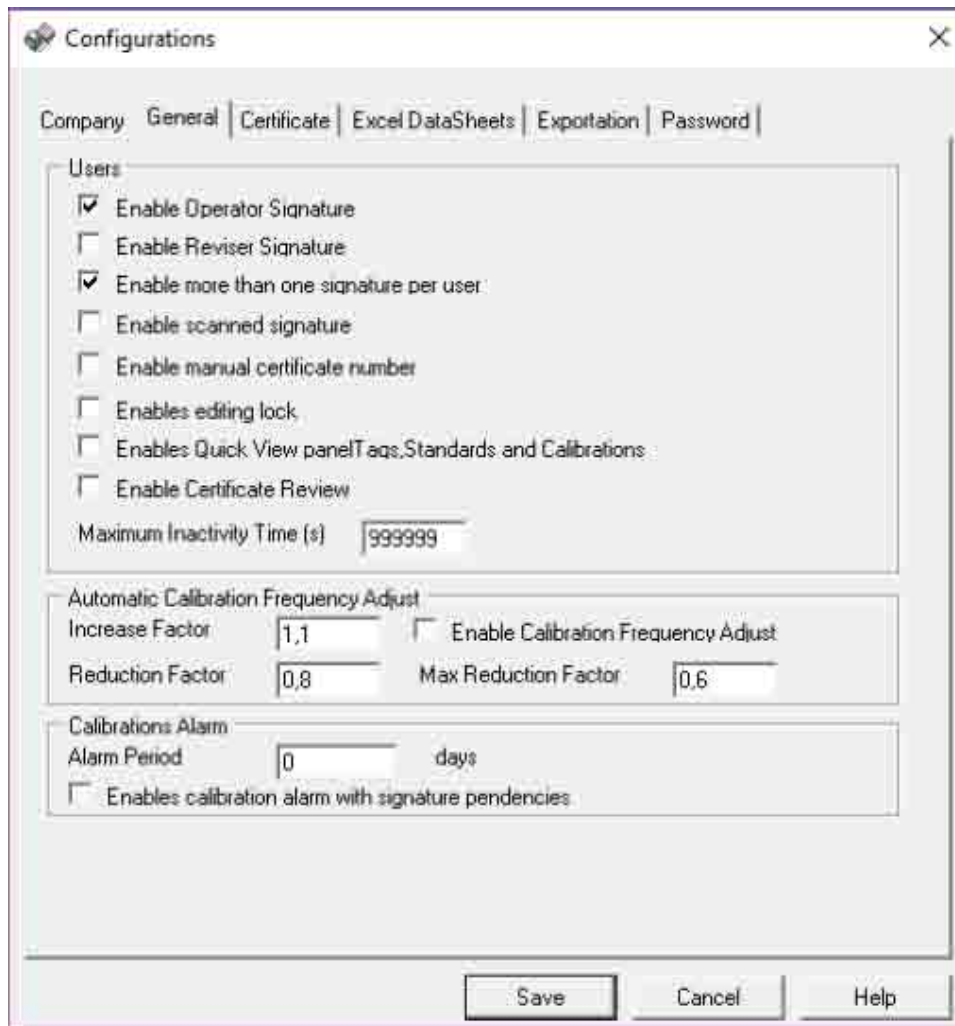 Configurations
Company General Certificate Excel DataSheets Exportation Password
Users
Enable Operator Signature
Enable Reviser Signature
Enable more than one signature per user
Enable scanned signature
Enable manual certificate number
Enables editing lock
Enables Quick View panelTags,Standards and Calibrations
Enable Certificate Review
Maximum Inactivity Time (s) 999999
Automatic Calibration Frequency Adjust
Increase Factor 1,1 Enable Calibration Frequency Adjust
Reduction Factor 0,8 Max Reduction Factor 0,6
Calibrations Alarm
Alarm Period 0 days
Enables calibration alarm with signature pendencies
Save Cancel Help